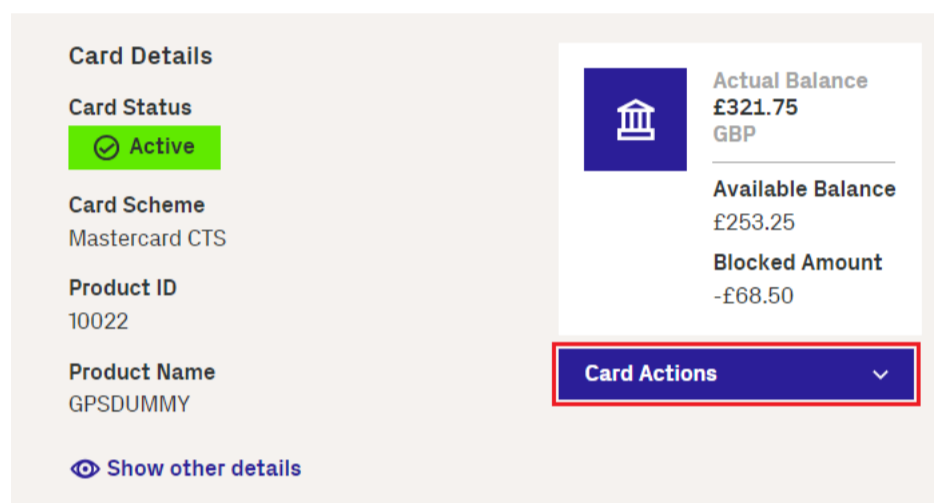 Card Details
Card Status
Active
Card Scheme
Mastercard CTS
Product ID
10022
Product Name
GPSDUMMY
Show other details
Actual Balance
£321.75
GBP
Available Balance
£253.25
Blocked Amount
-£68.50
Card Actions